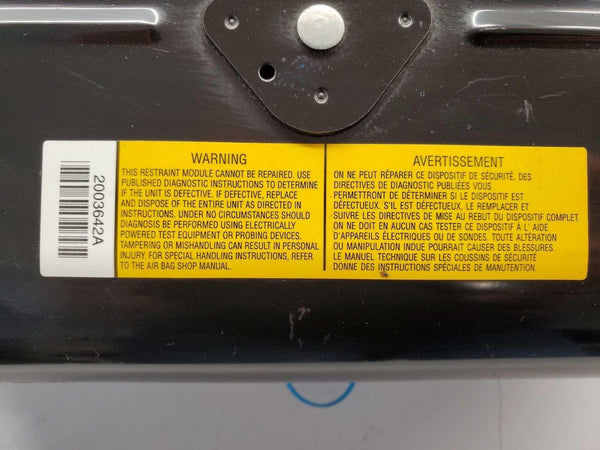 2003642A
WARNING
THIS RESTRAINT MODULE CANNOT BE REPAIRED. USE
PUBLISHED DIAGNOSTIC INSTRUCTIONS TO DETERMINE
IF THE UNIT IS DEFECTIVE. IF DEFECTIVE, REPLACE
AND DISPOSE OF THE ENTIRE UNIT AS DIRECTED IN
INSTRUCTIONS. UNDER NO CIRCUMSTANCES SHOULD
DIAGNOSIS BE PERFORMED USING ELECTRICALLY
POWERED TEST EQUIPMENT OR PROBING DEVICES.
TAMPERING OR MISHANDLING CAN RESULT IN PERSONAL
INJURY. FOR SPECIAL HANDLING INSTRUCTIONS, REFER
TO THE AIR BAG SHOP MANUAL.
AVERTISSEMENT
ON NE PEUT RÉPARER CE DISPOSITIF DE SÉCURITÉ. DES
DIRECTIVES DE DIAGNOSTIC PUBLIÉES VOUS
PERMETTRONT DE DÉTERMINER SI LE DISPOSITIF EST
DÉFECTUEUX. S'IL EST DÉFECTUEUX, LE REMPLACER ET
SUIVRE LES DIRECTIVES DE MISE AU REBUT DU DISPOSITIF COMPLET.
ON NE DOIT EN AUCUN CAS TESTER CE DISPOSITIF À L' AIDE
D'APPAREILS ÉLECTRIQUES OU DE SONDES. TOUTE ALTÉRATION
OU MANIPULATION INDUE POURRAIT CAUSER DES BLESSURES.
LE MANUEL TECHNIQUE SUR LES COUSSINS DE SÉCURITÉ
DONNE DES INSTRUCTIONS SPÉCIALES DE MANUTENTION.